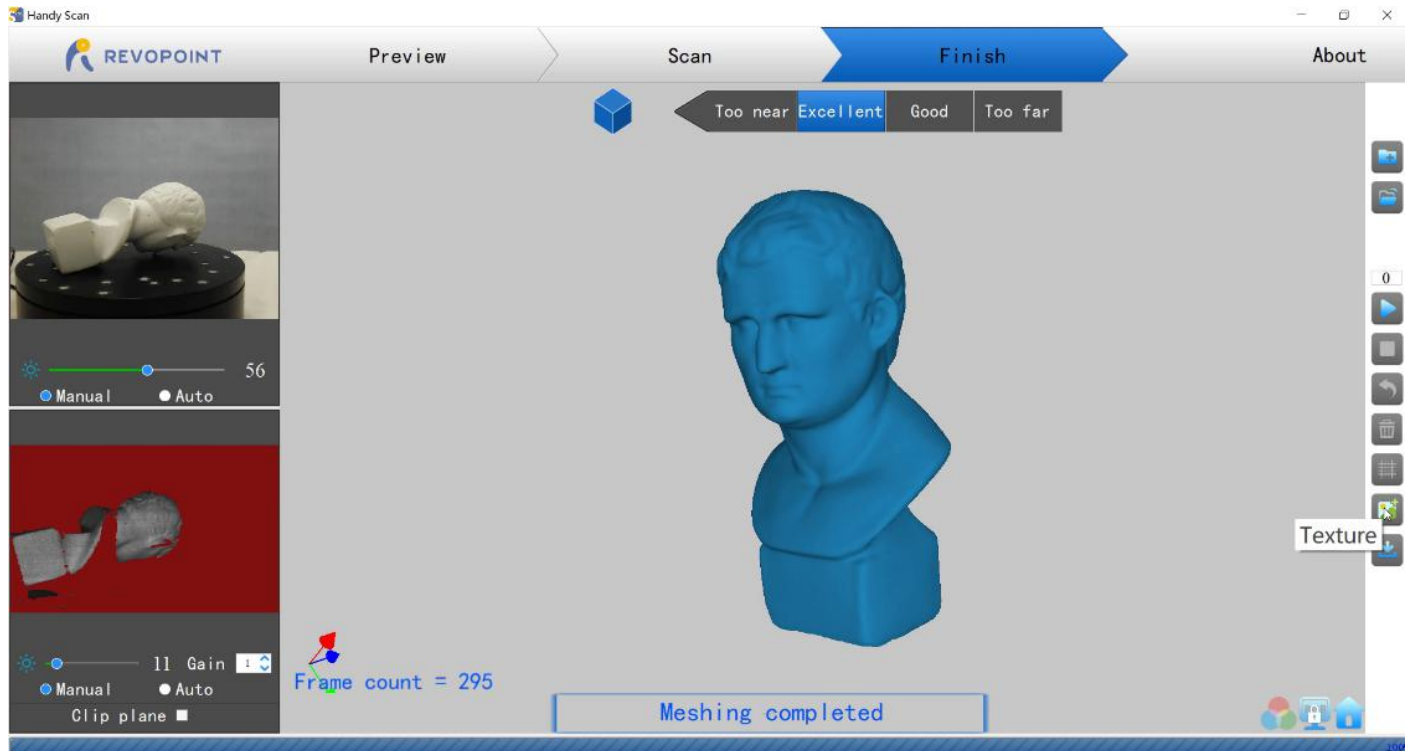 Handy Scan
REVOPOINT
Preview
Scan
Finish
About
Too near Excellent Good Too far
0
56
Manual Auto
Texture
11 Gain 1
Manual Auto
Clip plane
Frame count = 295
Meshing completed
100